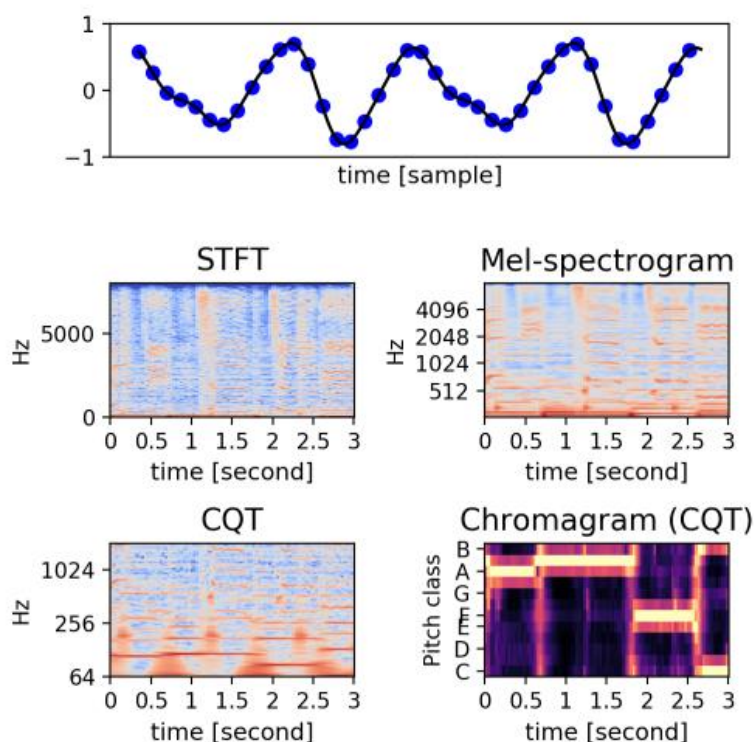 1
0
−1
time [sample]
STFT
Hz
5000
0
0 0.5 1 1.5 2 2.5 3
time [second]
Mel-spectrogram
Hz
4096
2048
1024
512
0 0.5 1 1.5 2 2.5 3
time [second]
CQT
Hz
1024
256
64
0 0.5 1 1.5 2 2.5 3
time [second]
Chromagram (CQT)
Pitch class
B
A
G
F
E
D
C
0 0.5 1 1.5 2 2.5 3
time [second]